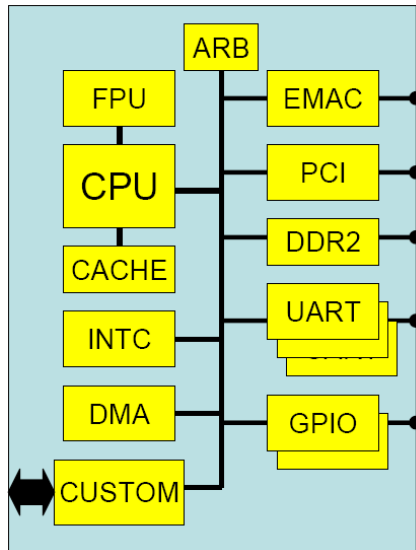 ARB
FPU
EMAC
CPU
PCI
CACHE
DDR2
INTC
UART
DMA
GPIO
CUSTOM